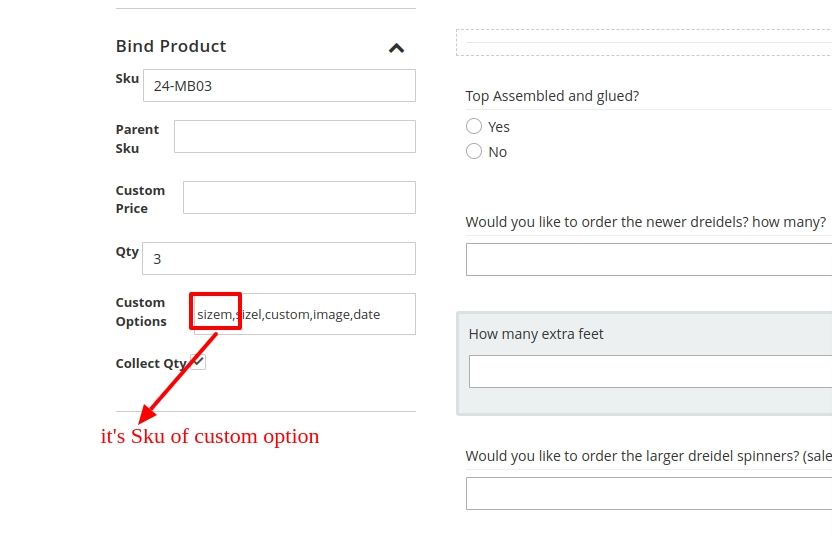 Bind Product
Sku
24-MB03
Parent
Sku
Custom
Price
Qty
3
Custom
Options
sizem,sizel,custom,image,date
Collect Qty
it's Sku of custom option
Top Assembled and glued?
Yes
No
Would you like to order the newer dreidels? how many?
How many extra feet
Would you like to order the larger dreidel spinners? (sale